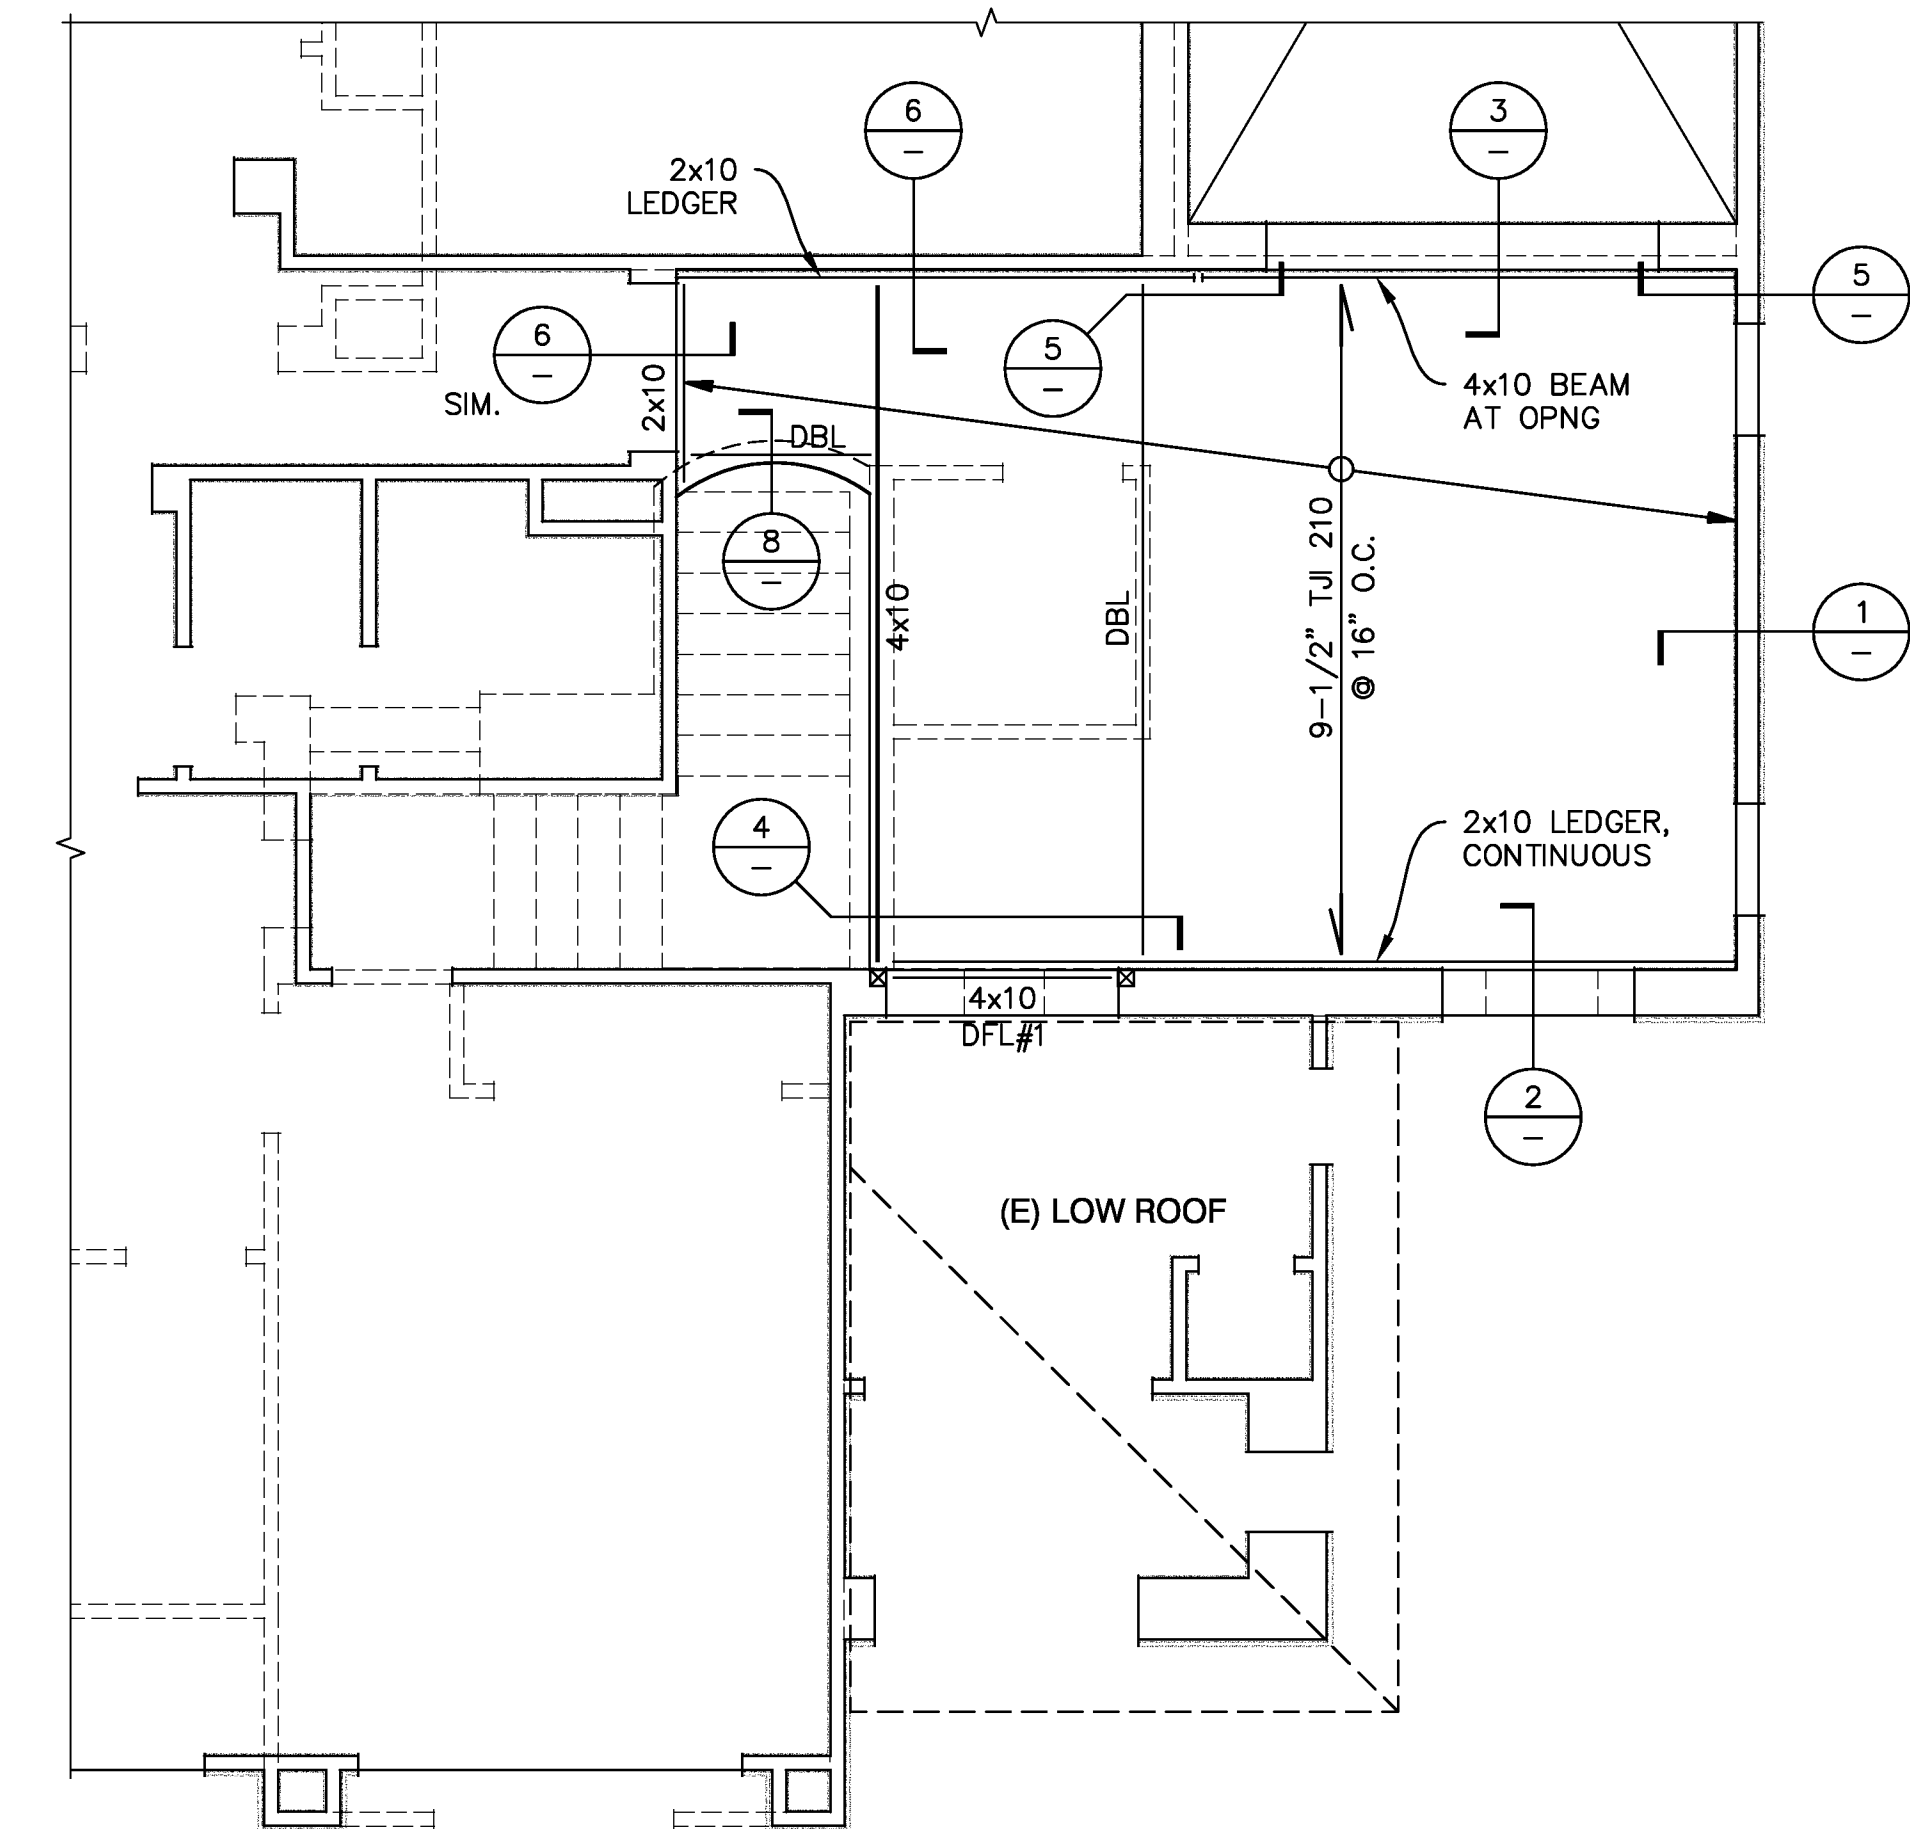 6
—
3
—
2x10
LEDGER
5
—
6
—
SIM.
2x10
5
—
4x10 BEAM
AT OPNG
DBL
8
—
4x10
DBL
9-1/2" TJI 210
@ 16" O.C.
1
—
4
—
2x10 LEDGER,
CONTINUOUS
4x10
DFL#1
2
—
(E) LOW ROOF